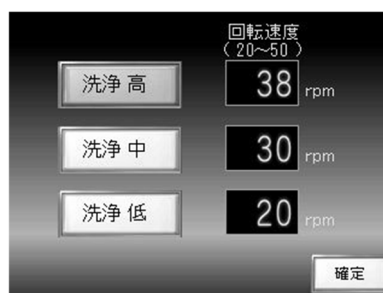 回転速度
(20～50)
洗浄 高 38 rpm
洗浄 中 30 rpm
洗浄 低 20 rpm
確定